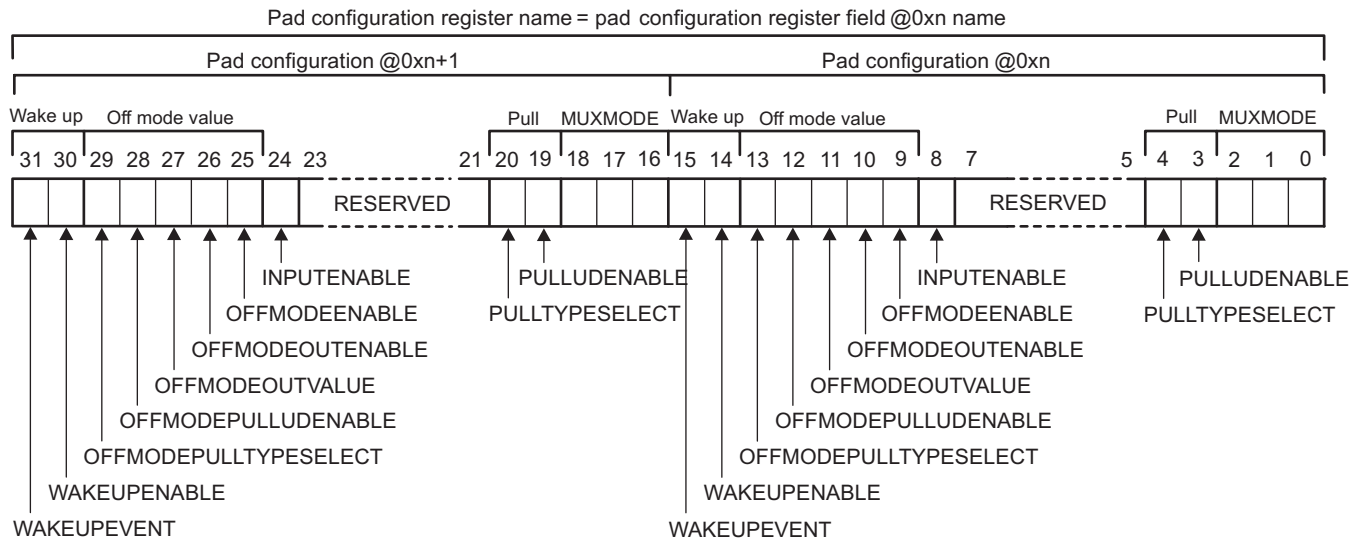 Pad configuration register name = pad configuration register field @0xn name
Pad configuration @0xn+1 Pad configuration @0xn
Wake up Off mode value Pull MUXMODE Wake up Off mode value Pull MUXMODE
31 30 29 28 27 26 25 24 23 21 20 19 18 17 16 15 14 13 12 11 10 9 8 7 5 4 3 2 1 0
RESERVED RESERVED
INPUTENABLE PULLUDENABLE INPUTENABLE PULLUDENABLE
OFFMODEENABLE PULLTYPESELECT OFFMODEENABLE PULLTYPESELECT
OFFMODEOUTENABLE OFFMODEOUTENABLE
OFFMODEOUTVALUE OFFMODEOUTVALUE
OFFMODEPULLUDENABLE OFFMODEPULLUDENABLE
OFFMODEPULLTYPESELECT OFFMODEPULLTYPESELECT
WAKEUPENABLE WAKEUPENABLE
WAKEUPEVENT WAKEUPEVENT